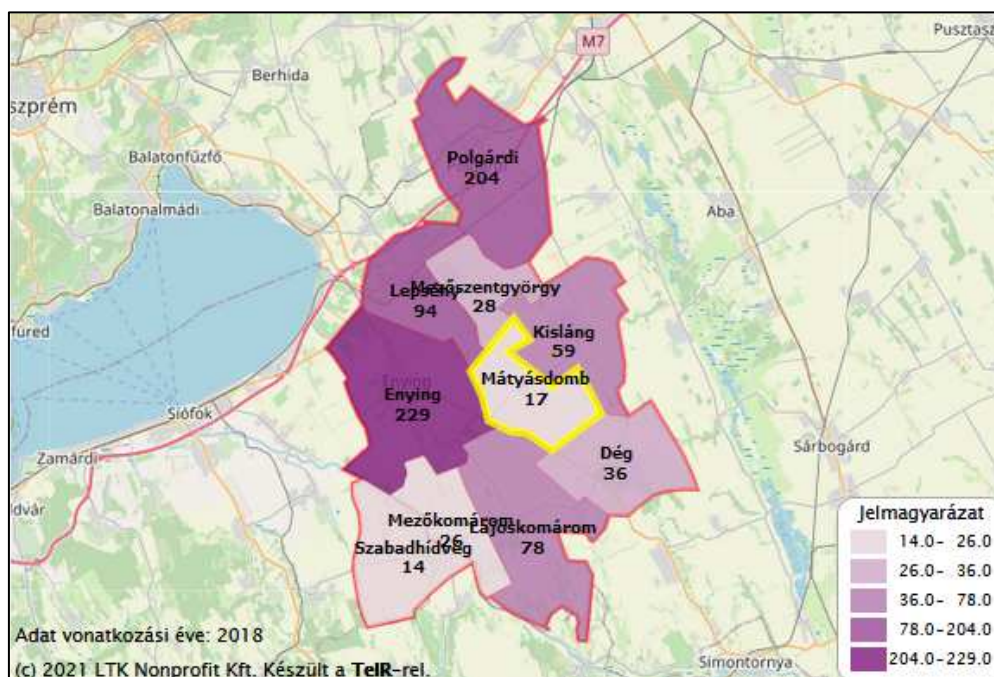 M7
Pusztasz
Berhida
szprém
Polgárdi
204
Balatonfűzfő
Balatonalmádi
Aba
Lepsény
94
Mezőszentgyörgy
28
füred
Kisláng
59
Mátyásdomb
17
Enying
Enying
229
Siófok
Zamárdi
Sárbogárd
Dég
36
ldvár
Mezőkomárom
26
Lajoskomárom
78
Szabadhídvég
14
Jelmagyarázat
14.0- 26.0
26.0- 36.0
36.0- 78.0
78.0-204.0
204.0-229.0
Adat vonatkozási éve: 2018
(c) 2021 LTK Nonprofit Kft. Készült a TeIR-rel.
Simontornya